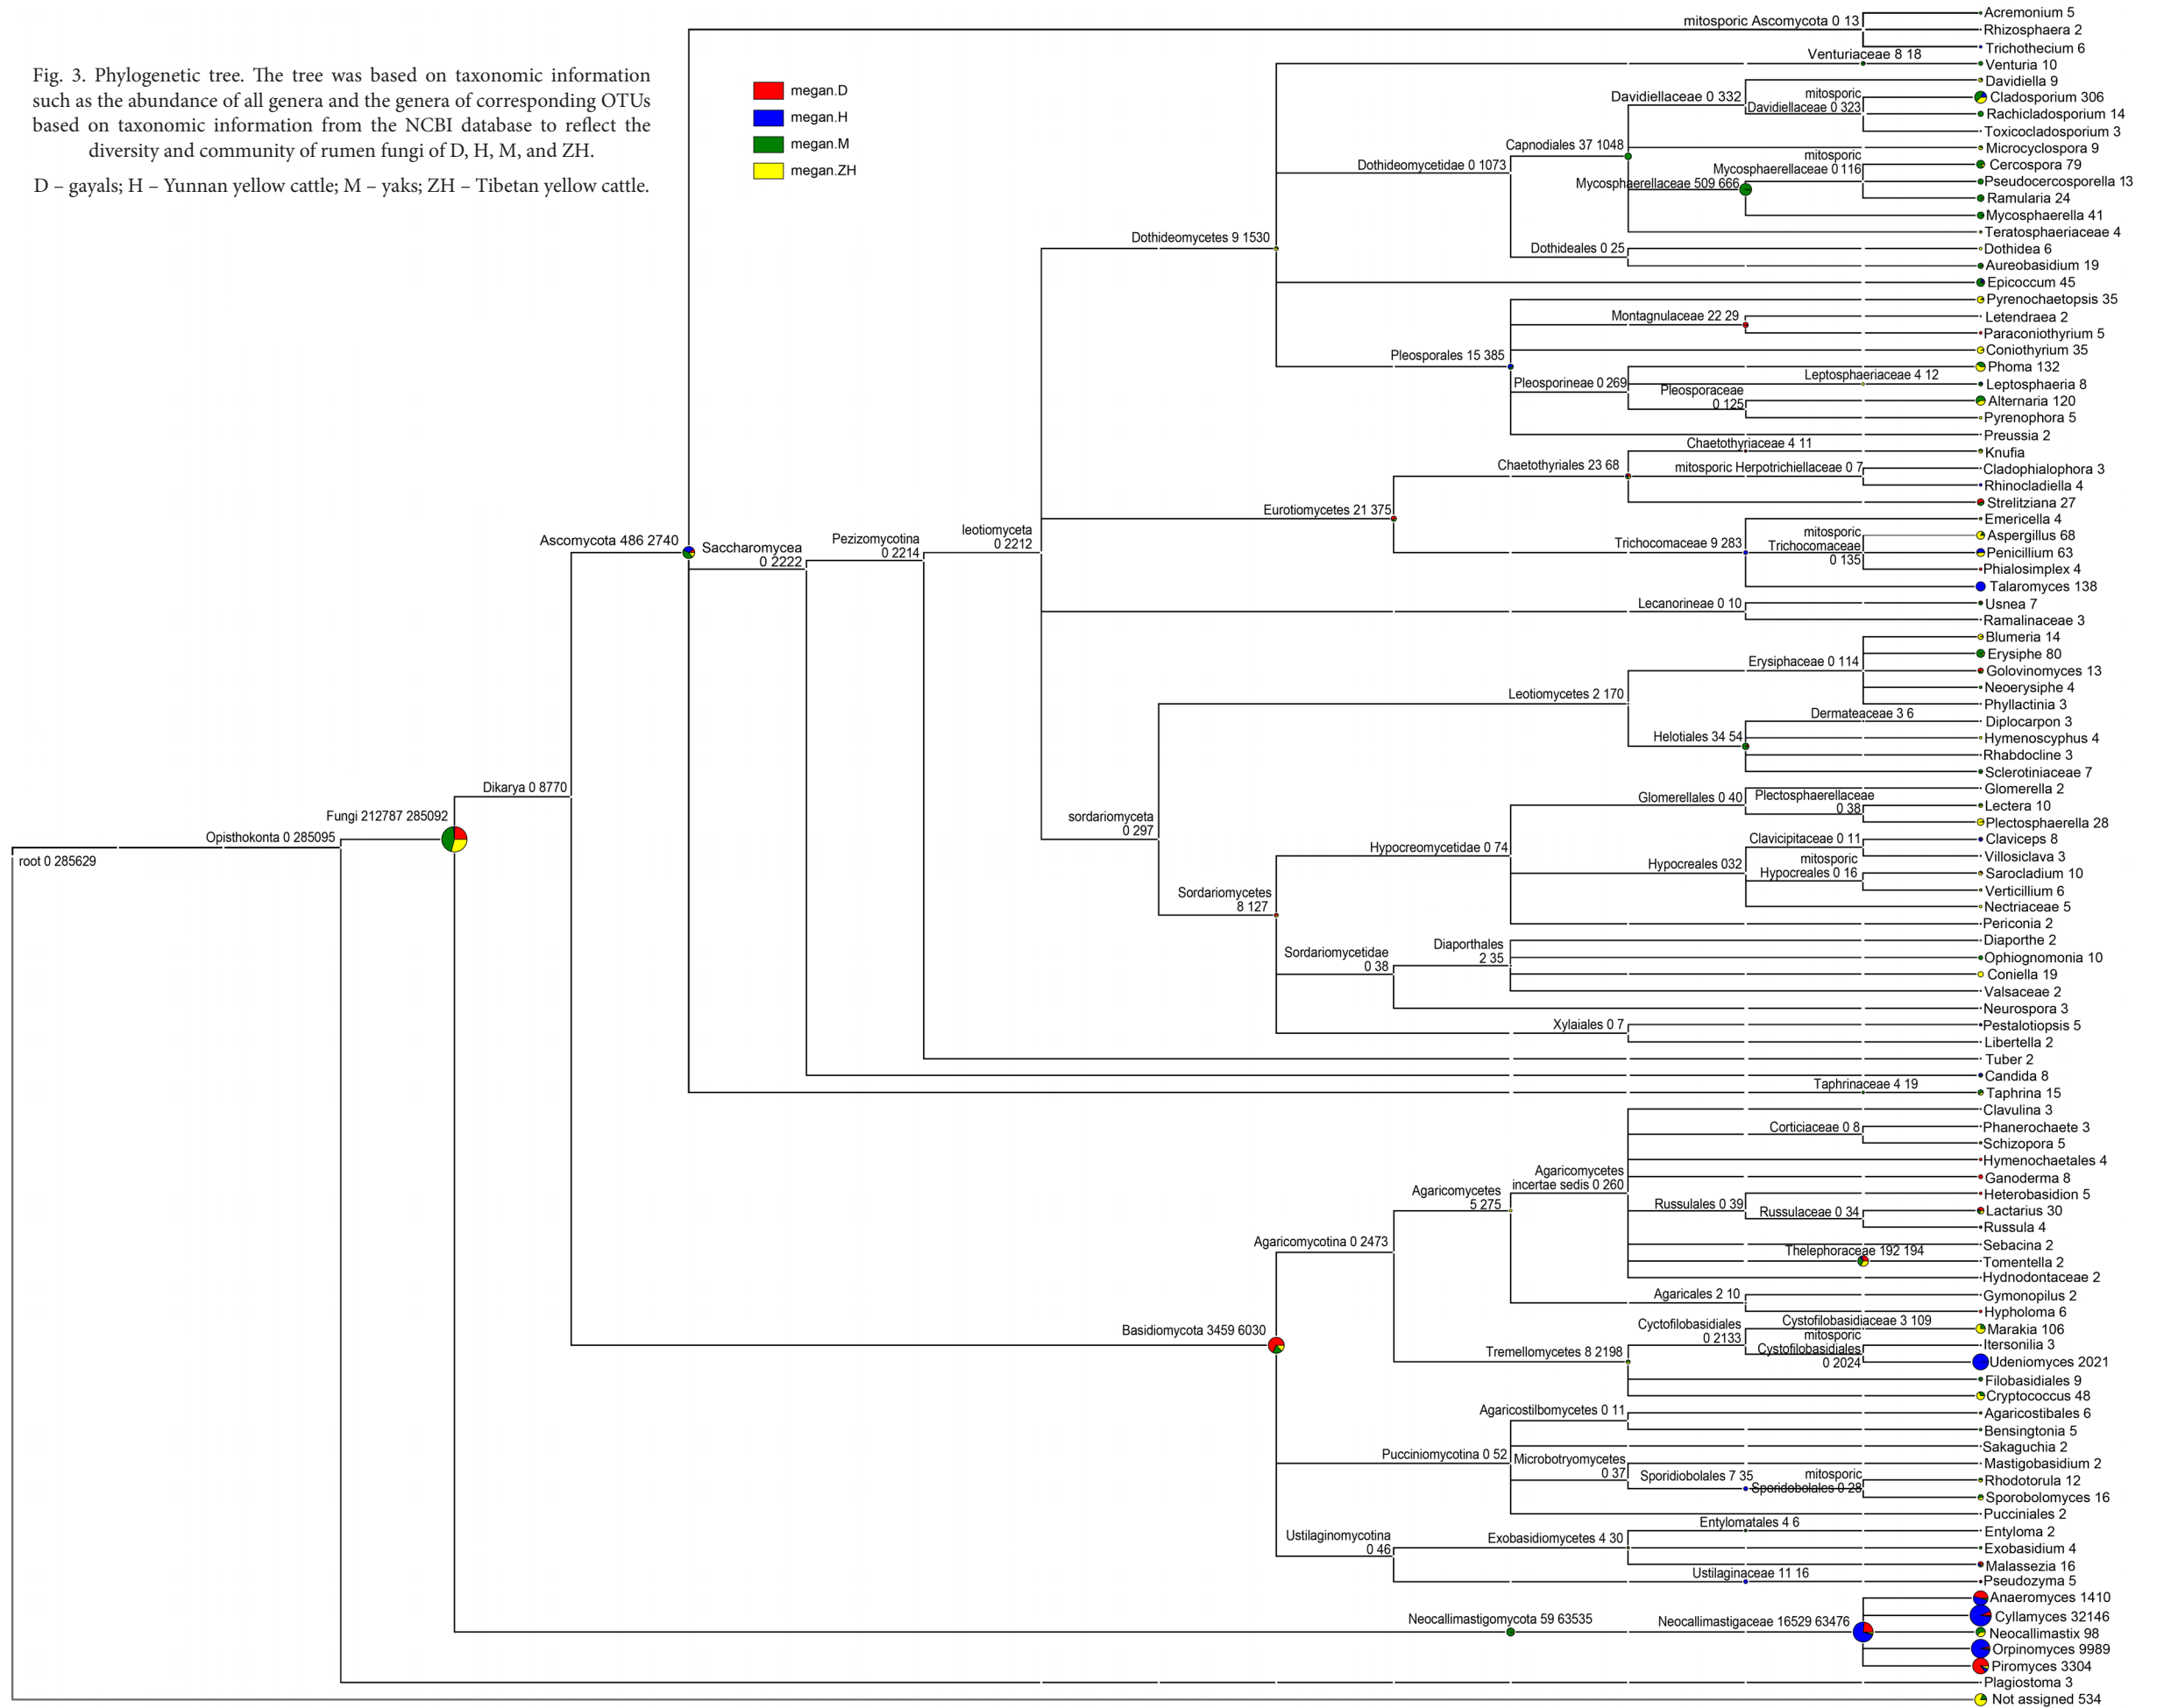 Fig. 3. Phylogenetic tree. The tree was based on taxonomic information
such as the abundance of all genera and the genera of corresponding OTUs
based on taxonomic information from the NCBI database to reflect the
diversity and community of rumen fungi of D, H, M, and ZH.
D – gayals; H – Yunnan yellow cattle; M – yaks; ZH – Tibetan yellow cattle.
megan.D
megan.H
megan.M
megan.ZH
root 0 285629
Opisthokonta 0 285095
Fungi 212787 285092
Dikarya 0 8770
Ascomycota 486 2740
Saccharomycea
0 2222
Pezizomycotina
0 2214
leotiomyceta
0 2212
mitosporic Ascomycota 0 13
Acremonium 5
Rhizosphaera 2
Trichothecium 6
Dothideomycetes 9 1530
Venturiaceae 8 18
Venturia 10
Dothideomycetidae 0 1073
Capnodiales 37 1048
Davidiellaceae 0 332
Davidiella 9
mitosporic
Davidiellaceae 0 323
Cladosporium 306
Rachicladosporium 14
Toxicocladosporium 3
Microcyclospora 9
Mycosphaerellaceae 509 666
mitosporic
Mycosphaerellaceae 0 116
Cercospora 79
Pseudocercosporella 13
Ramularia 24
Mycosphaerella 41
Teratosphaeriaceae 4
Dothideales 0 25
Dothidea 6
Aureobasidium 19
Epicoccum 45
Pleosporales 15 385
Pyrenochaetopsis 35
Montagnulaceae 22 29
Letendraea 2
Paraconiothyrium 5
Coniothyrium 35
Pleosporineae 0 269
Phoma 132
Leptosphaeriaceae 4 12
Leptosphaeria 8
Pleosporaceae
0 125
Alternaria 120
Pyrenophora 5
Preussia 2
Eurotiomycetes 21 375
Chaetothyriales 23 68
Chaetothyriaceae 4 11
Knufia
mitosporic Herpotrichiellaceae 0 7
Cladophialophora 3
Rhinocladiella 4
Strelitziana 27
Trichocomaceae 9 283
Emericella 4
mitosporic
Trichocomaceae
0 135
Aspergillus 68
Penicillium 63
Phialosimplex 4
Talaromyces 138
Lecanorineae 0 10
Usnea 7
Ramalinaceae 3
sordariomyceta
0 297
Leotiomycetes 2 170
Erysiphaceae 0 114
Blumeria 14
Erysiphe 80
Golovinomyces 13
Neoerysiphe 4
Phyllactinia 3
Helotiales 34 54
Dermateaceae 3 6
Diplocarpon 3
Hymenoscyphus 4
Rhabdocline 3
Sclerotiniaceae 7
Sordariomycetes
8 127
Hypocreomycetidae 0 74
Glomerellales 0 40
Glomerella 2
Plectosphaerellaceae
0 38
Lectera 10
Plectosphaerella 28
Hypocreales 032
Clavicipitaceae 0 11
Claviceps 8
Villosiclava 3
mitosporic
Hypocreales 0 16
Sarocladium 10
Verticillium 6
Nectriaceae 5
Periconia 2
Sordariomycetidae
0 38
Diaporthales
2 35
Diaporthe 2
Ophiognomonia 10
Coniella 19
Valsaceae 2
Neurospora 3
Xylaiales 0 7
Pestalotiopsis 5
Libertella 2
Tuber 2
Candida 8
Taphrinaceae 4 19
Taphrina 15
Basidiomycota 3459 6030
Agaricomycotina 0 2473
Agaricomycetes
5 275
Agaricomycetes
incertae sedis 0 260
Clavulina 3
Corticiaceae 0 8
Phanerochaete 3
Schizopora 5
Hymenochaetales 4
Ganoderma 8
Russulales 0 39
Heterobasidion 5
Russulaceae 0 34
Lactarius 30
Russula 4
Sebacina 2
Thelephoraceae 192 194
Tomentella 2
Hydnodontaceae 2
Agaricales 2 10
Gymonopilus 2
Hypholoma 6
Tremellomycetes 8 2198
Cyctofilobasidiales
0 2133
Cystofilobasidiaceae 3 109
Marakia 106
mitosporic
Cystofilobasidiales
0 2024
Itersonilia 3
Udeniomyces 2021
Filobasidiales 9
Cryptococcus 48
Pucciniomycotina 0 52
Agaricostilbomycetes 0 11
Agaricostibales 6
Bensingtonia 5
Sakaguchia 2
Microbotryomycetes
0 37
Mastigobasidium 2
Sporidiobolales 7 35
mitosporic
Sporidobolales 0 28
Rhodotorula 12
Sporobolomyces 16
Pucciniales 2
Ustilaginomycotina
0 46
Exobasidiomycetes 4 30
Entylomatales 4 6
Entyloma 2
Exobasidium 4
Malassezia 16
Ustilaginaceae 11 16
Pseudozyma 5
Neocallimastigomycota 59 63535
Neocallimastigaceae 16529 63476
Anaeromyces 1410
Cyllamyces 32146
Neocallimastix 98
Orpinomyces 9989
Piromyces 3304
Plagiostoma 3
Not assigned 534